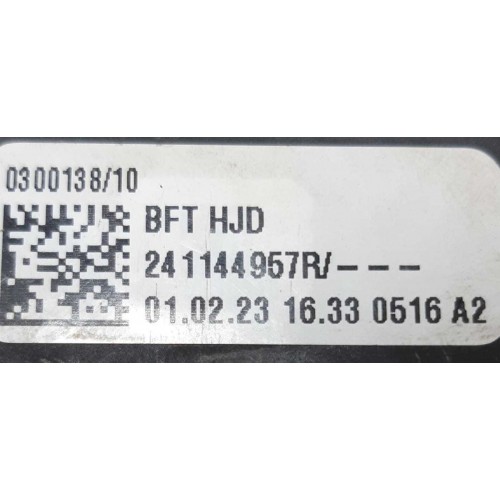 0300138/10
BFT HJD
241144957R/---
01.02.23 16.33 0516 A2